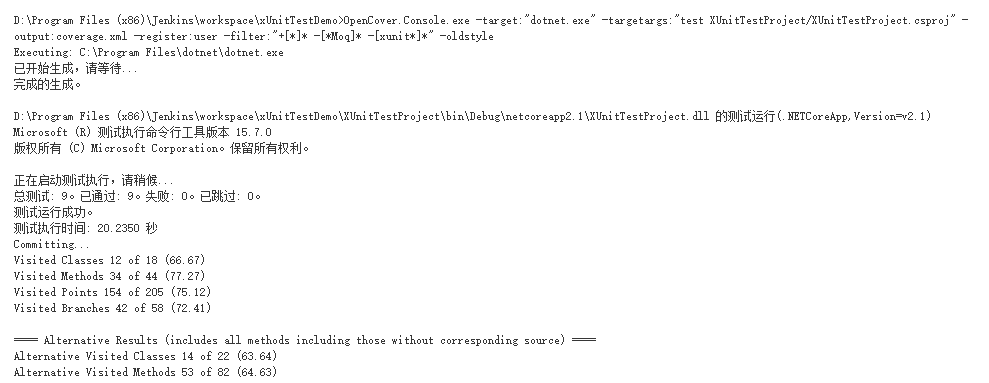 D:\Program Files (x86)\Jenkins\workspace\xUnitTestDemo>OpenCover.Console.exe -target:"dotnet.exe" -targetargs:"test XUnitTestProject/XUnitTestProject.csproj" -
output:coverage.xml -register:user -filter:"+[*]* -[*Moq]* -[xunit*]*" -oldstyle
Executing: C:\Program Files\dotnet\dotnet.exe
已开始生成，请等待...
完成的生成。
D:\Program Files (x86)\Jenkins\workspace\xUnitTestDemo\XUnitTestProject\bin\Debug\netcoreapp2.1\XUnitTestProject.dll 的测试运行(.NETCoreApp,Version=v2.1)
Microsoft (R) 测试执行命令行工具版本 15.7.0
版权所有 (C) Microsoft Corporation。保留所有权利。
正在启动测试执行，请稍候...
总测试: 9。已通过: 9。失败: 0。已跳过: 0。
测试运行成功。
测试执行时间: 20.2350 秒
Committing...
Visited Classes 12 of 18 (66.67)
Visited Methods 34 of 44 (77.27)
Visited Points 154 of 205 (75.12)
Visited Branches 42 of 58 (72.41)
==== Alternative Results (includes all methods including those without corresponding source) ====
Alternative Visited Classes 14 of 22 (63.64)
Alternative Visited Methods 53 of 82 (64.63)